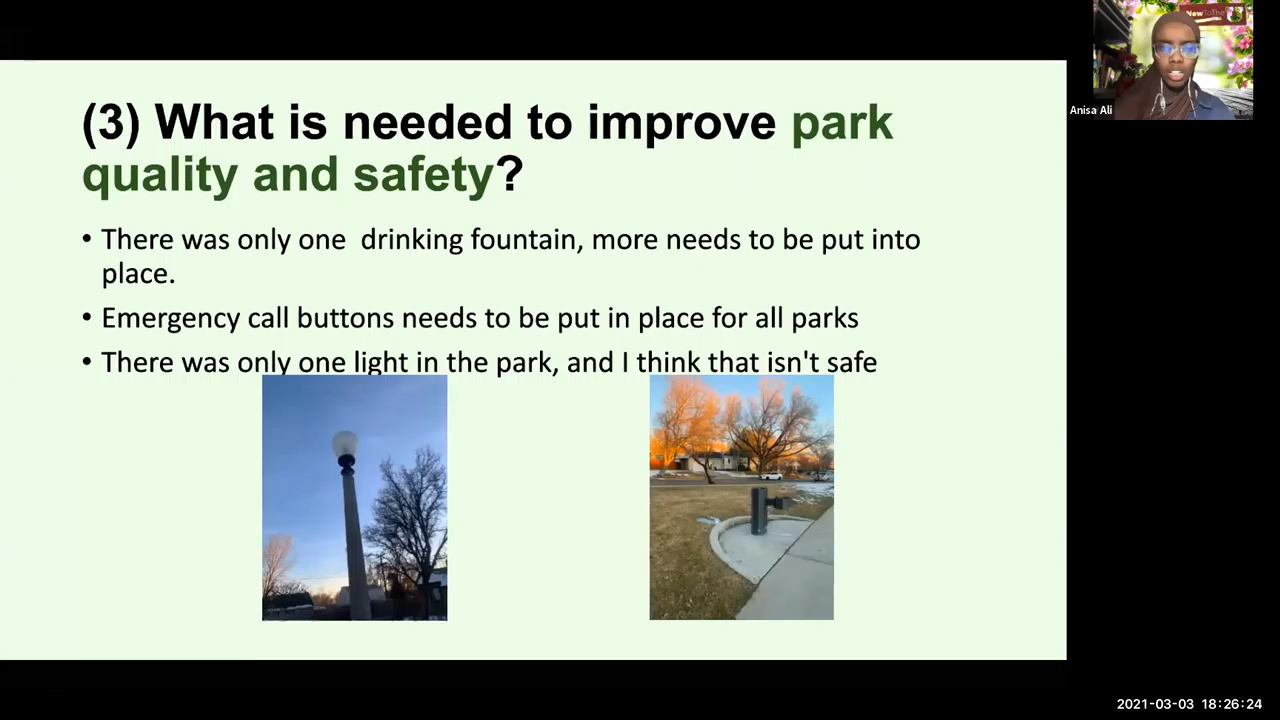 (3) What is needed to improve park
quality and safety?
• There was only one  drinking fountain, more needs to be put into
place.
• Emergency call buttons needs to be put in place for all parks
• There was only one light in the park, and I think that isn't safe
Anisa Ali
2021-03-03 18:26:24